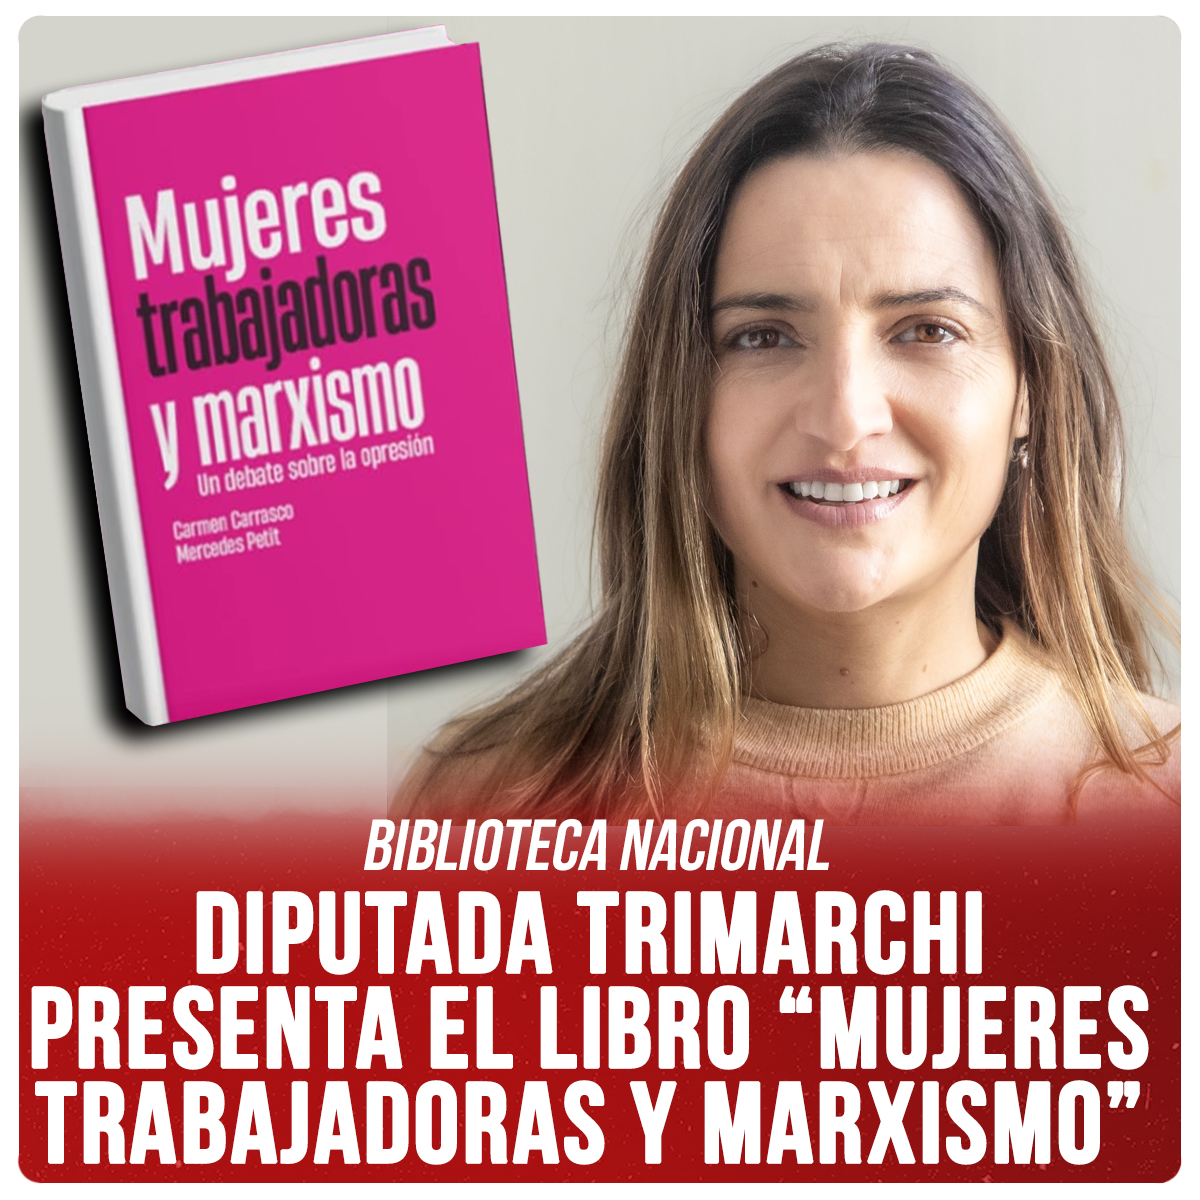 Mujeres
trabajadoras
y marxismo
Un debate sobre la opresión
Carmen Carrasco
Mercedes Petit
BIBLIOTECA NACIONAL
DIPUTADA TRIMARCHI
PRESENTA EL LIBRO “MUJERES
TRABAJADORAS Y MARXISMO”